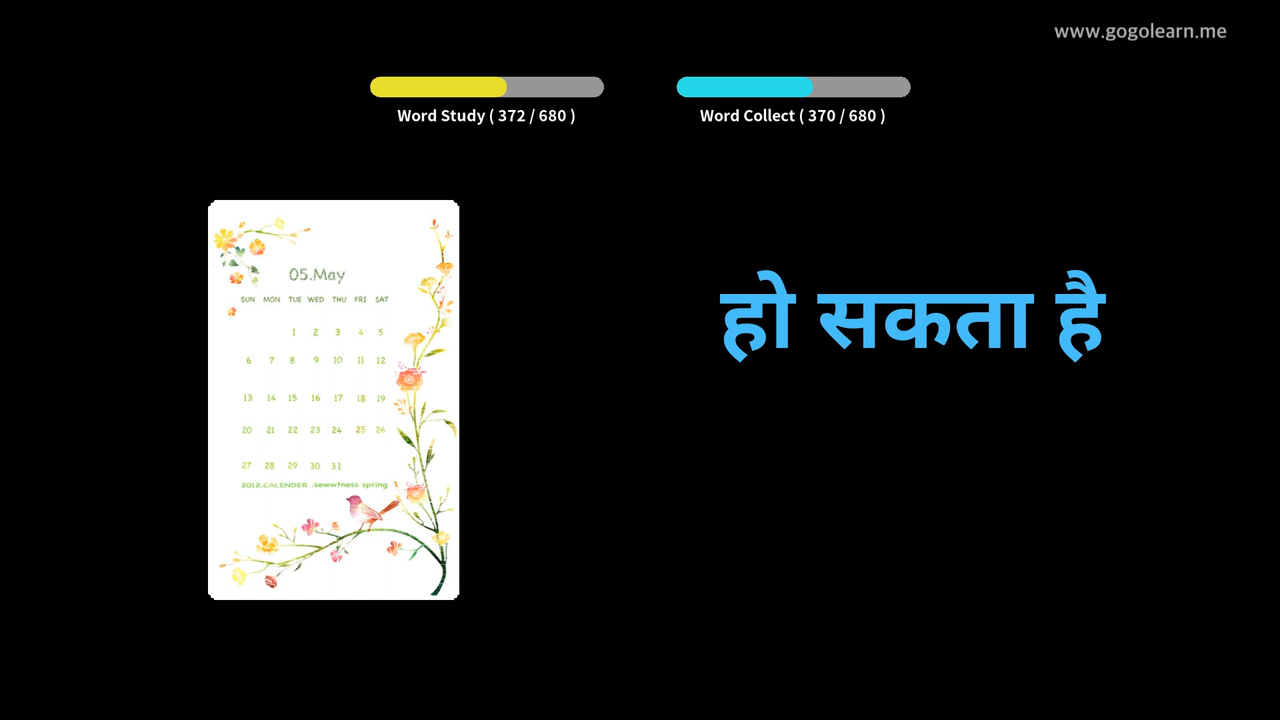 www.gogolearn.me
Word Study ( 372 / 680 )
Word Collect ( 370 / 680 )
05.May
SUN MON TUE WED THU FRI SAT
1 2 3 4 5
6 7 8 9 10 11 12
13 14 15 16 17 18 19
20 21 22 23 24 25 26
27 28 29 30 31
2012.CALENDER .sewwtness spring
हो सकता है